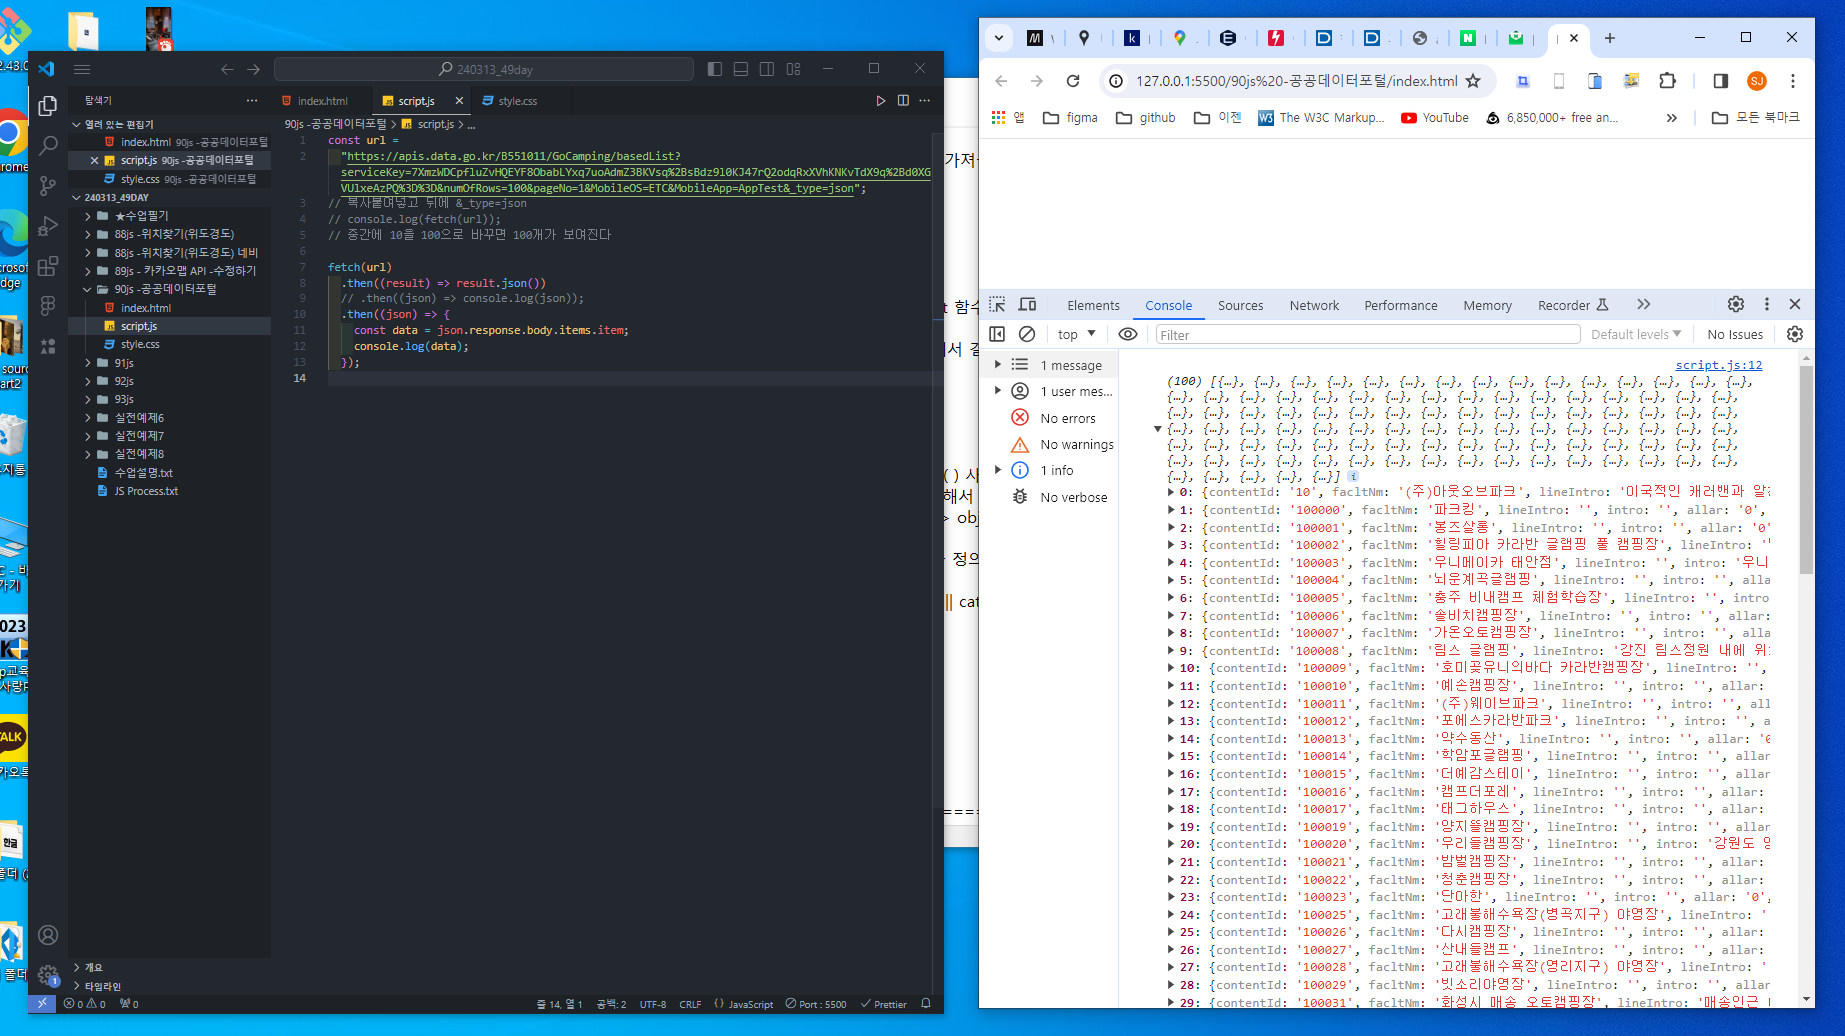 240313_49day
탐색기
열려 있는 편집기
index.html 90js -공공데이터포털
script.js 90js -공공데이터포털
style.css 90js -공공데이터포털
240313_49DAY
★수업필기
88js -위치찾기(위도경도)
88js -위치찾기(위도경도) 네비
89js - 카카오맵 API -수정하기
90js -공공데이터포털
index.html
script.js
style.css
91js
92js
93js
실전예제6
실전예제7
실전예제8
수업설명.txt
JS Process.txt
개요
타임라인
index.html
script.js
style.css
90js -공공데이터포털 > script.js > ...
1 const url =
2 "https://apis.data.go.kr/B551011/GoCamping/basedList?
serviceKey=7XmzWDCpfluZvHQEYF8ObabLYxq7uoAdmZ3BKVsq%2BsBdz9l0KJ47rQ2odqRxXVhKNKvTdX9q%2Bd0XG
VUlxeAzPQ%3D%3D&numOfRows=100&pageNo=1&MobileOS=ETC&MobileApp=AppTest&_type=json";
3 // 복사붙여넣고 뒤에 &_type=json
4 // console.log(fetch(url));
5 // 중간에 10을 100으로 바꾸면 100개가 보여진다
6
7 fetch(url)
8 .then((result) => result.json())
9 // .then((json) => console.log(json));
10 .then((json) => {
11 const data = json.response.body.items.item;
12 console.log(data);
13 });
14
0 0 0
줄 14, 열 1 공백: 2 UTF-8 CRLF {} JavaScript Port : 5500 Prettier
127.0.0.1:5500/90js%20-공공데이터포털/index.html
SJ
앱 figma github 이젠 The W3C Markup... YouTube 6,850,000+ free an... » 모든 북마크
Elements Console Sources Network Performance Memory Recorder
top Filter Default levels No Issues
1 message
1 user mes...
No errors
No warnings
1 info
No verbose
script.js:12
(100) [{…}, {…}, {…}, {…}, {…}, {…}, {…}, {…}, {…}, {…}, {…}, {…}, {…}, {…}, {…},
{…}, {…}, {…}, {…}, {…}, {…}, {…}, {…}, {…}, {…}, {…}, {…}, {…}, {…}, {…}, {…},
{…}, {…}, {…}, {…}, {…}, {…}, {…}, {…}, {…}, {…}, {…}, {…}, {…}, {…}, {…}, {…},
{…}, {…}, {…}, {…}, {…}, {…}, {…}, {…}, {…}, {…}, {…}, {…}, {…}, {…}, {…}, {…},
{…}, {…}, {…}, {…}, {…}, {…}, {…}, {…}, {…}, {…}, {…}, {…}, {…}, {…}, {…}, {…},
{…}, {…}, {…}, {…}, {…}, {…}, {…}, {…}, {…}, {…}, {…}, {…}, {…}, {…}, {…}, {…},
{…}, {…}, {…}, {…}, {…}]
0: {contentId: '10', facltNm: '(주)아웃오브파크', lineIntro: '이국적인 캐러밴과
1: {contentId: '100000', facltNm: '파크킹', lineIntro: '', intro: '', allar: '0',
2: {contentId: '100001', facltNm: '봉즈살롱', lineIntro: '', intro: '', allar: '0'
3: {contentId: '100002', facltNm: '힐링피아 카라반 글램핑 풀 캠핑장', lineIntro: '
4: {contentId: '100003', facltNm: '우니메이카 태안점', lineIntro: '', intro: '우니
5: {contentId: '100004', facltNm: '뇌운계곡글램핑', lineIntro: '', intro: '', alla
6: {contentId: '100005', facltNm: '충주 비내캠프 체험학습장', lineIntro: '', intro
7: {contentId: '100006', facltNm: '솔비치캠핑장', lineIntro: '', intro: '', allar:
8: {contentId: '100007', facltNm: '가온오토캠핑장', lineIntro: '', intro: '', alla
9: {contentId: '100008', facltNm: '림스 글램핑', lineIntro: '강진 림스정원 내에 위
10: {contentId: '100009', facltNm: '호미곶유니의바다 카라반캠핑장', lineIntro: '',
11: {contentId: '100010', facltNm: '예손캠핑장', lineIntro: '', intro: '', allar:
12: {contentId: '100011', facltNm: '(주)웨이브파크', lineIntro: '', intro: '', all
13: {contentId: '100012', facltNm: '포에스카라반파크', lineIntro: '', intro: '', a
14: {contentId: '100013', facltNm: '약수동산', lineIntro: '', intro: '', allar: '0
15: {contentId: '100014', facltNm: '학암포글램핑', lineIntro: '', intro: '', allar
16: {contentId: '100015', facltNm: '더예감스테이', lineIntro: '', intro: '', allar
17: {contentId: '100016', facltNm: '캠프더포레', lineIntro: '', intro: '', allar:
18: {contentId: '100017', facltNm: '태그하우스', lineIntro: '', intro: '', allar:
19: {contentId: '100019', facltNm: '양지뜰캠핑장', lineIntro: '', intro: '', allar
20: {contentId: '100020', facltNm: '우리들캠핑장', lineIntro: '', intro: '강원도
21: {contentId: '100021', facltNm: '밤벌캠핑장', lineIntro: '', intro: '', allar:
22: {contentId: '100022', facltNm: '청춘캠핑장', lineIntro: '', intro: '', allar:
23: {contentId: '100023', facltNm: '단아한', lineIntro: '', intro: '', allar: '0',
24: {contentId: '100025', facltNm: '고래불해수욕장(병곡지구) 야영장', lineIntro: '
25: {contentId: '100026', facltNm: '다시캠핑장', lineIntro: '', intro: '', allar:
26: {contentId: '100027', facltNm: '산내들캠프', lineIntro: '', intro: '', allar:
27: {contentId: '100028', facltNm: '고래불해수욕장(영리지구) 야영장', lineIntro: '
28: {contentId: '100029', facltNm: '빗소리야영장', lineIntro: '', intro: '', allar
29: {contentId: '100031', facltNm: '화성시 매송 오토캠핑장', lineIntro: '매송인근